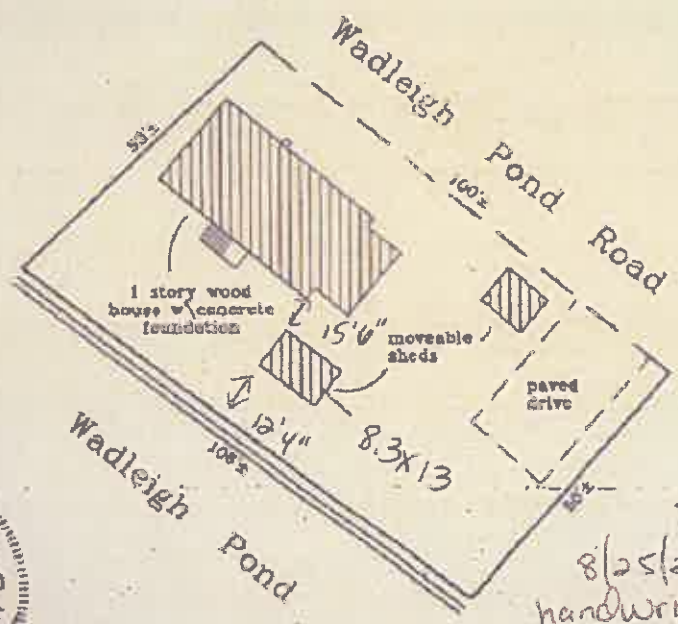 Wadleigh Pond Road
100'±
1 story wood
house w/concrete
foundation
15'6"
moveable
sheds
paved
drive
12'4"
8.3x13
Wadleigh Pond
8/25/2
handwri